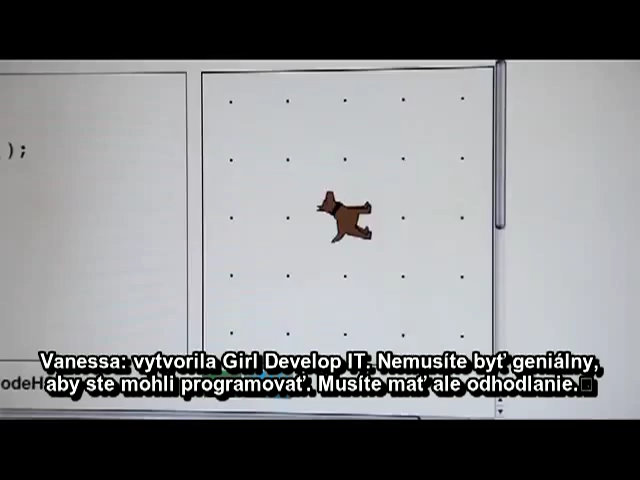 );
Vanessa: vytvorila Girl Develop IT. Nemusíte byť geniálny,
odeH
aby ste mohli programovať. Musíte mať ale odhodlanie.